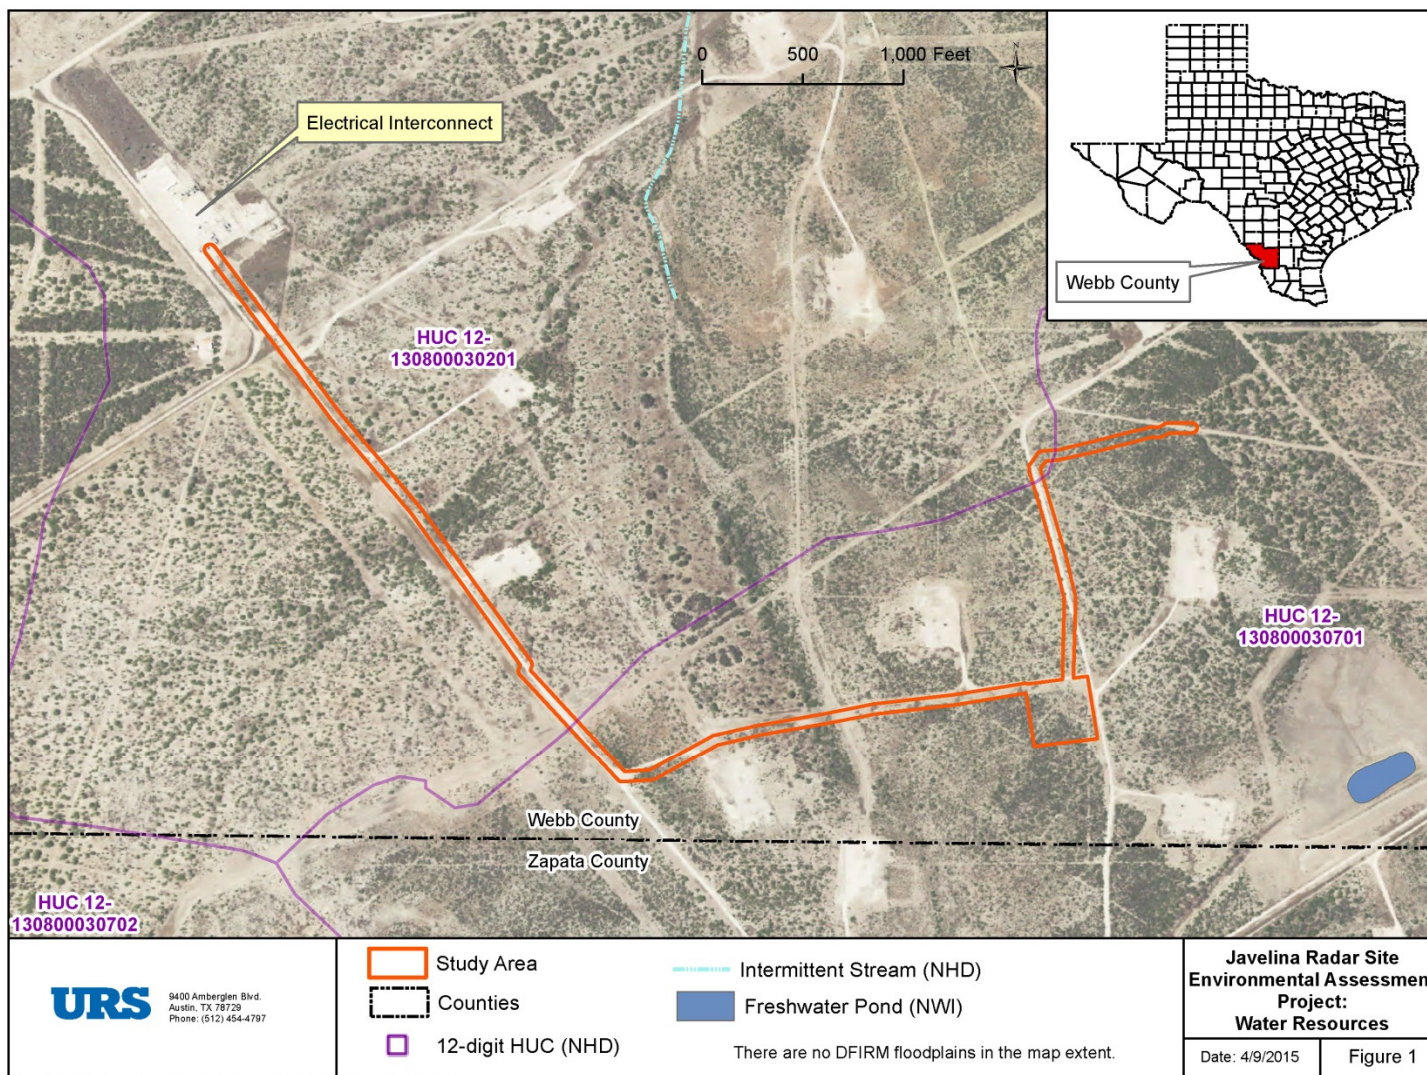 0 500 1,000 Feet
N
Electrical Interconnect
Webb County
HUC 12-
130800030201
HUC 12-
130800030701
Webb County
Zapata County
HUC 12-
130800030702
URS
9400 Amberglen Blvd.
Austin, TX 78729
Phone: (512) 454-4797
Study Area
Counties
12-digit HUC (NHD)
Intermittent Stream (NHD)
Freshwater Pond (NWI)
There are no DFIRM floodplains in the map extent.
Javelina Radar Site
Environmental Assessmen
Project:
Water Resources
Date: 4/9/2015
Figure 1